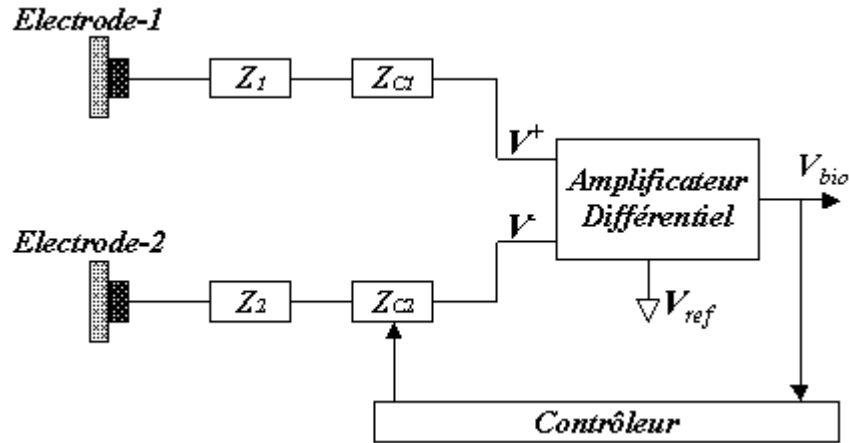 Electrode-1
Z1
ZC1
V+
Amplificateur
Différentiel
Vbio
V-
Electrode-2
Z2
ZC2
Vref
Contrôleur